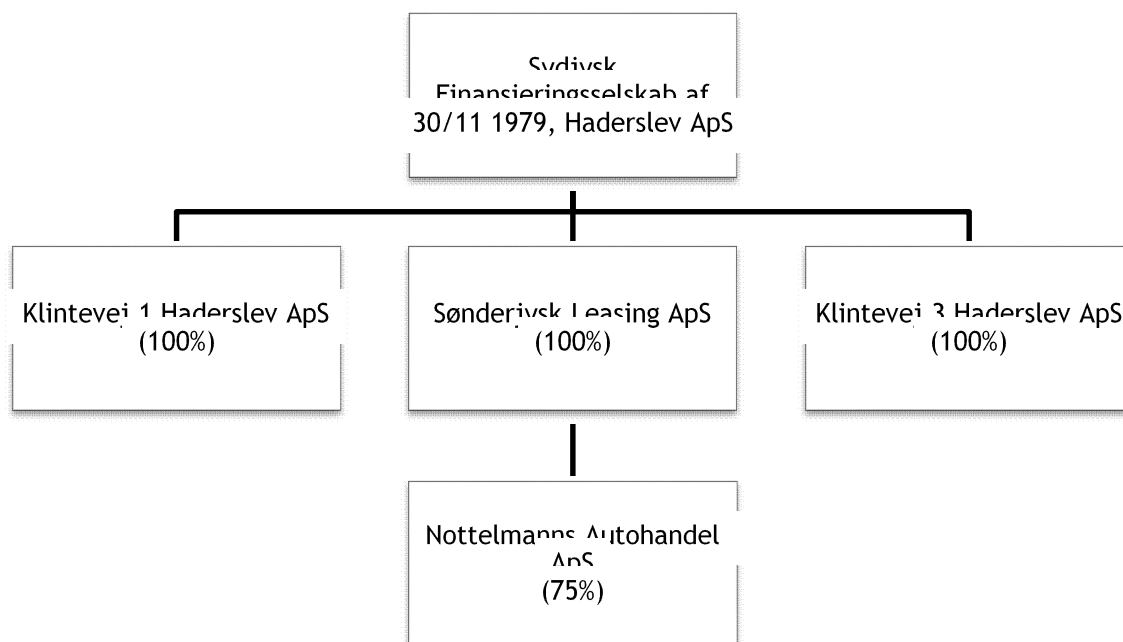 Sydjysk
Finansieringsselskab af
30/11 1979, Haderslev ApS
Klintevej 1 Haderslev ApS
(100%)
Sønderjysk Leasing ApS
(100%)
Klintevej 3 Haderslev ApS
(100%)
Nottelmanns Autohandel
ApS
(75%)